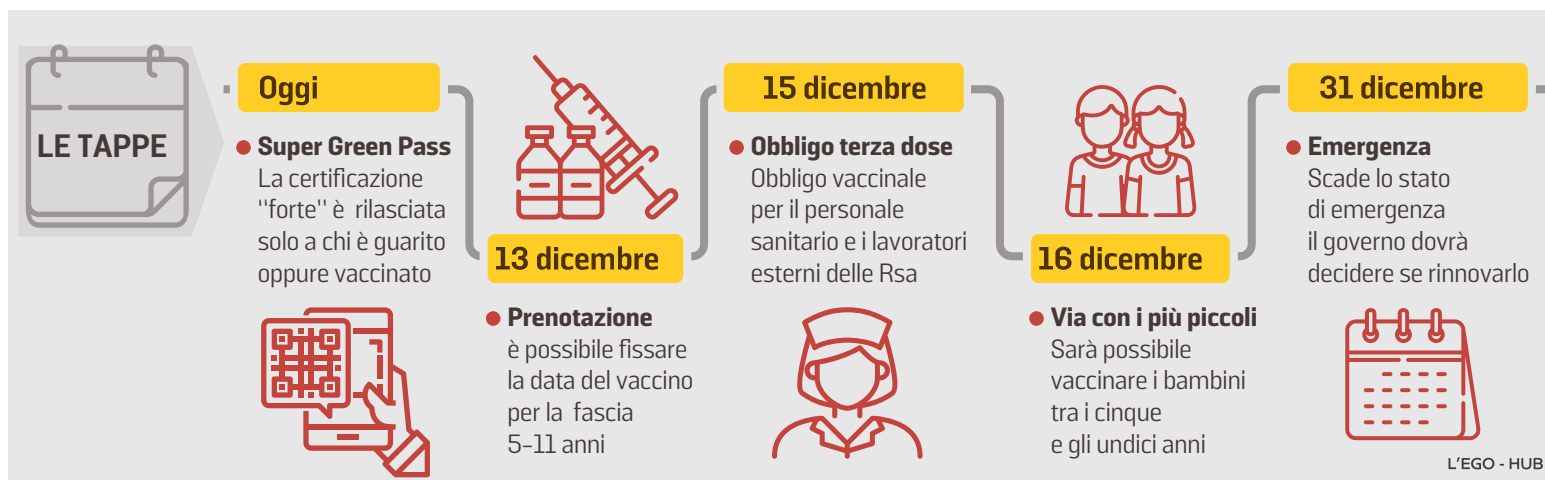 LE TAPPE
Oggi
Super Green Pass
La certificazione
"forte" è rilasciata
solo a chi è guarito
oppure vaccinato
13 dicembre
Prenotazione
è possibile fissare
la data del vaccino
per la fascia
5-11 anni
15 dicembre
Obbligo terza dose
Obbligo vaccinale
per il personale
sanitario e i lavoratori
esterni delle Rsa
16 dicembre
Via con i più piccoli
Sarà possibile
vaccinare i bambini
tra i cinque
e gli undici anni
31 dicembre
Emergenza
Scade lo stato
di emergenza
il governo dovrà
decidere se rinnovarlo
L'EGO - HUB